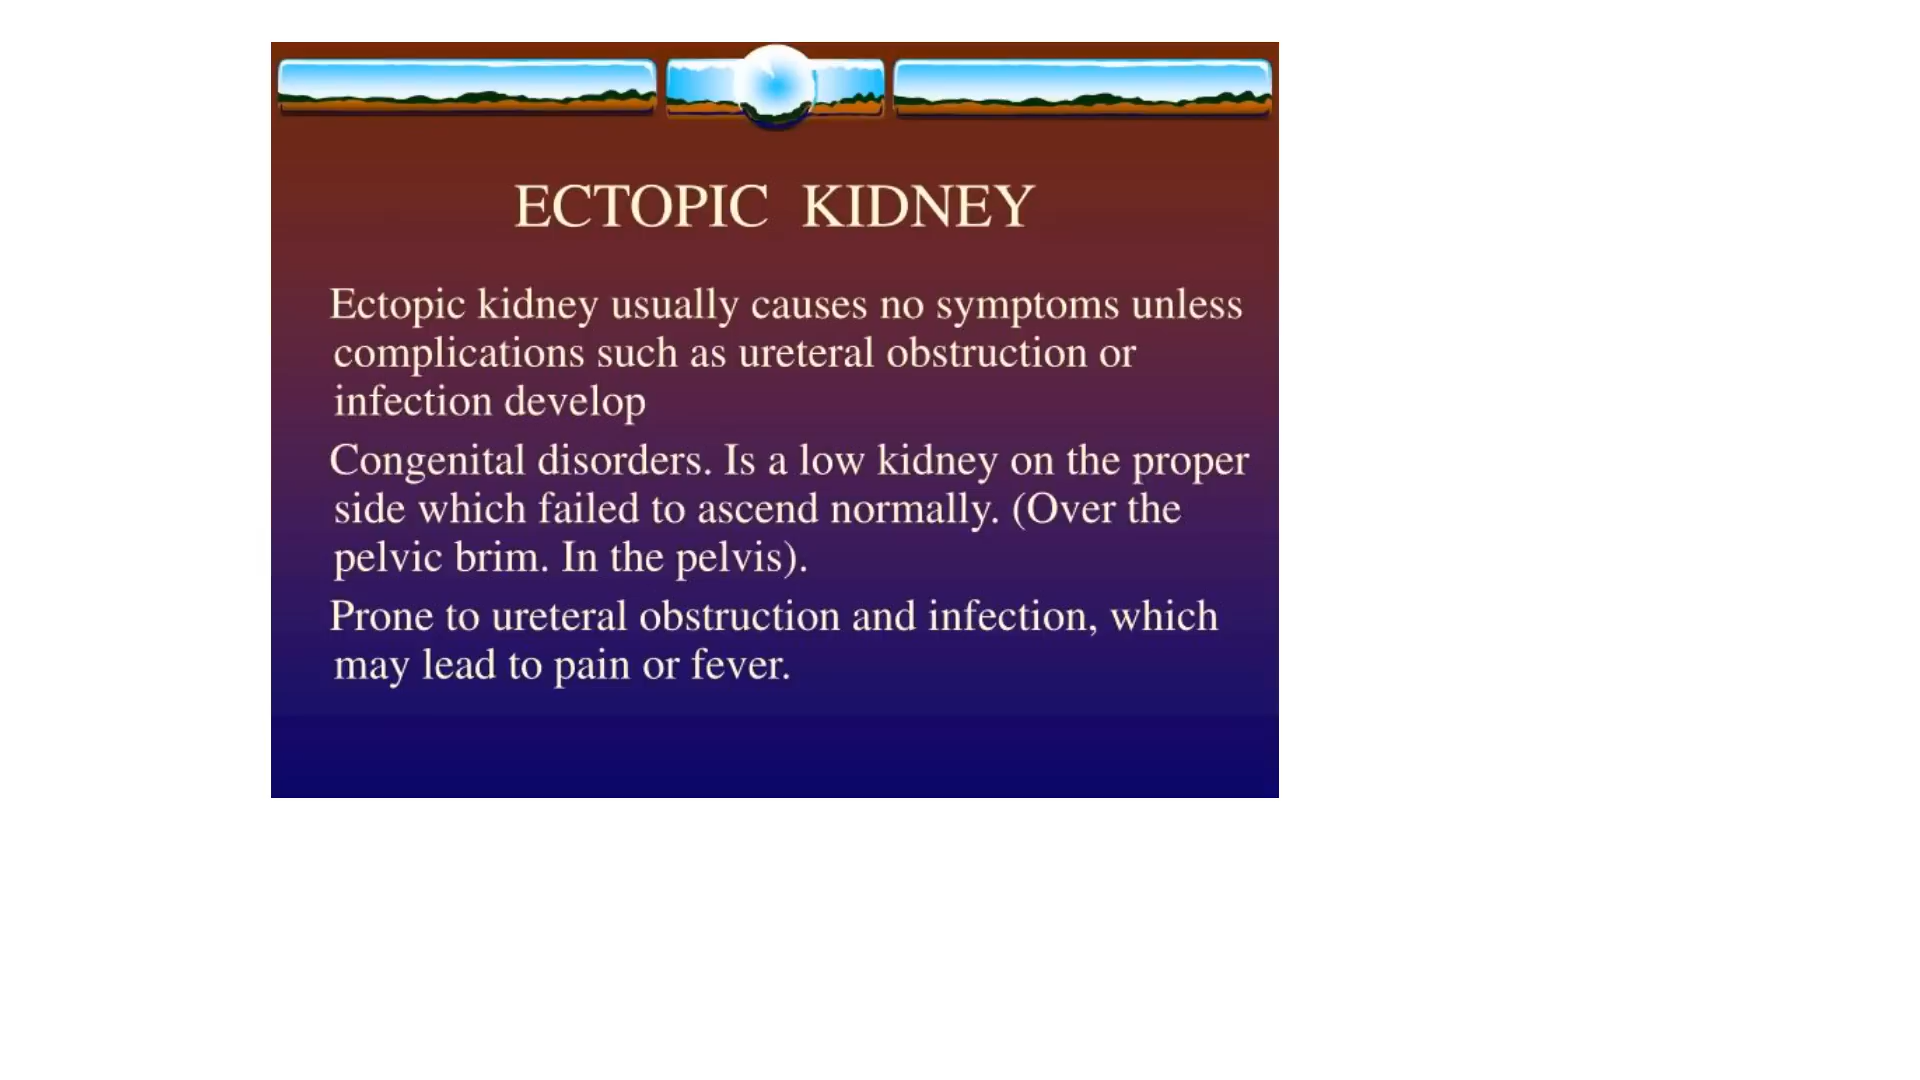 ECTOPIC KIDNEY
Ectopic kidney usually causes no symptoms unless
complications such as ureteral obstruction or
infection develop
Congenital disorders. Is a low kidney on the proper
side which failed to ascend normally. (Over the
pelvic brim. In the pelvis).
Prone to ureteral obstruction and infection, which
may lead to pain or fever.